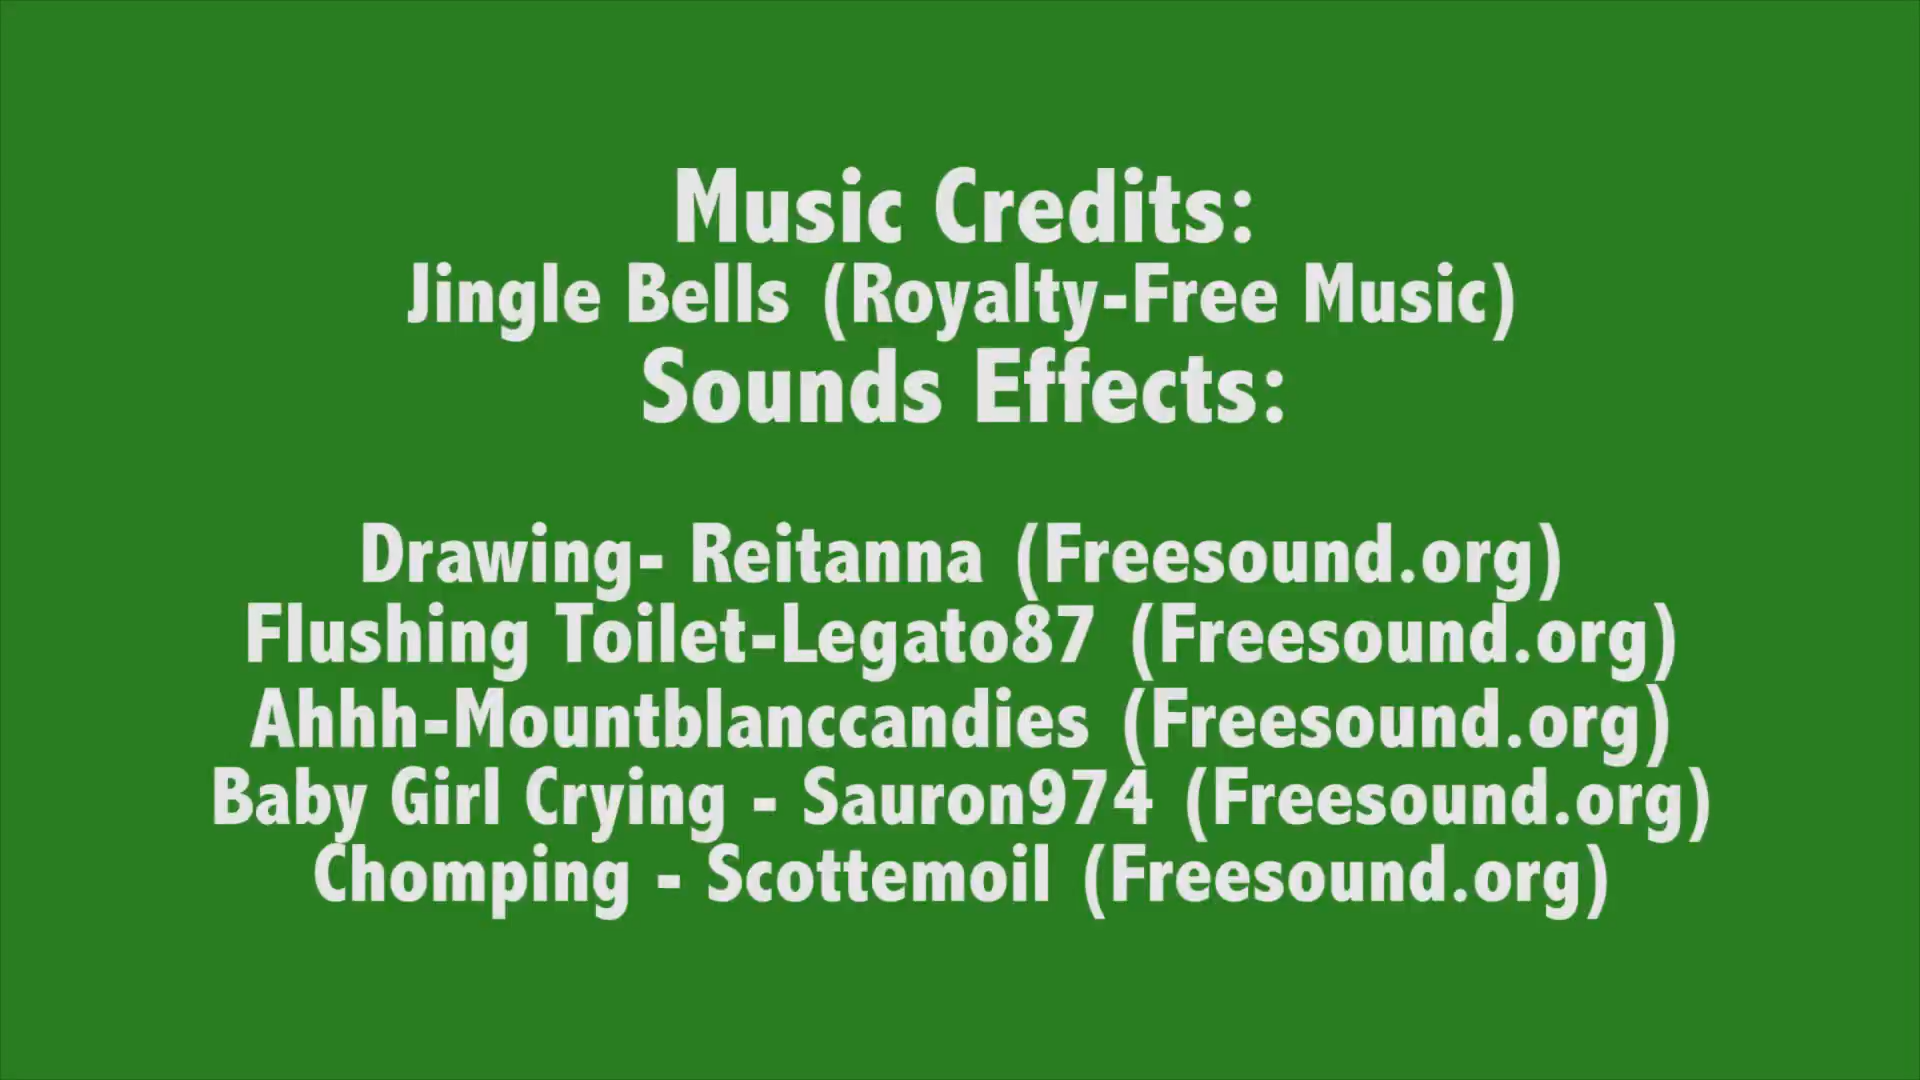 Music Credits:
Jingle Bells (Royalty-Free Music)
Sounds Effects:
Drawing- Reitanna (Freesound.org)
Flushing Toilet-Legato87 (Freesound.org)
Ahhh-Mountblanccandies (Freesound.org)
Baby Girl Crying - Sauron974 (Freesound.org)
Chomping - Scottemoil (Freesound.org)